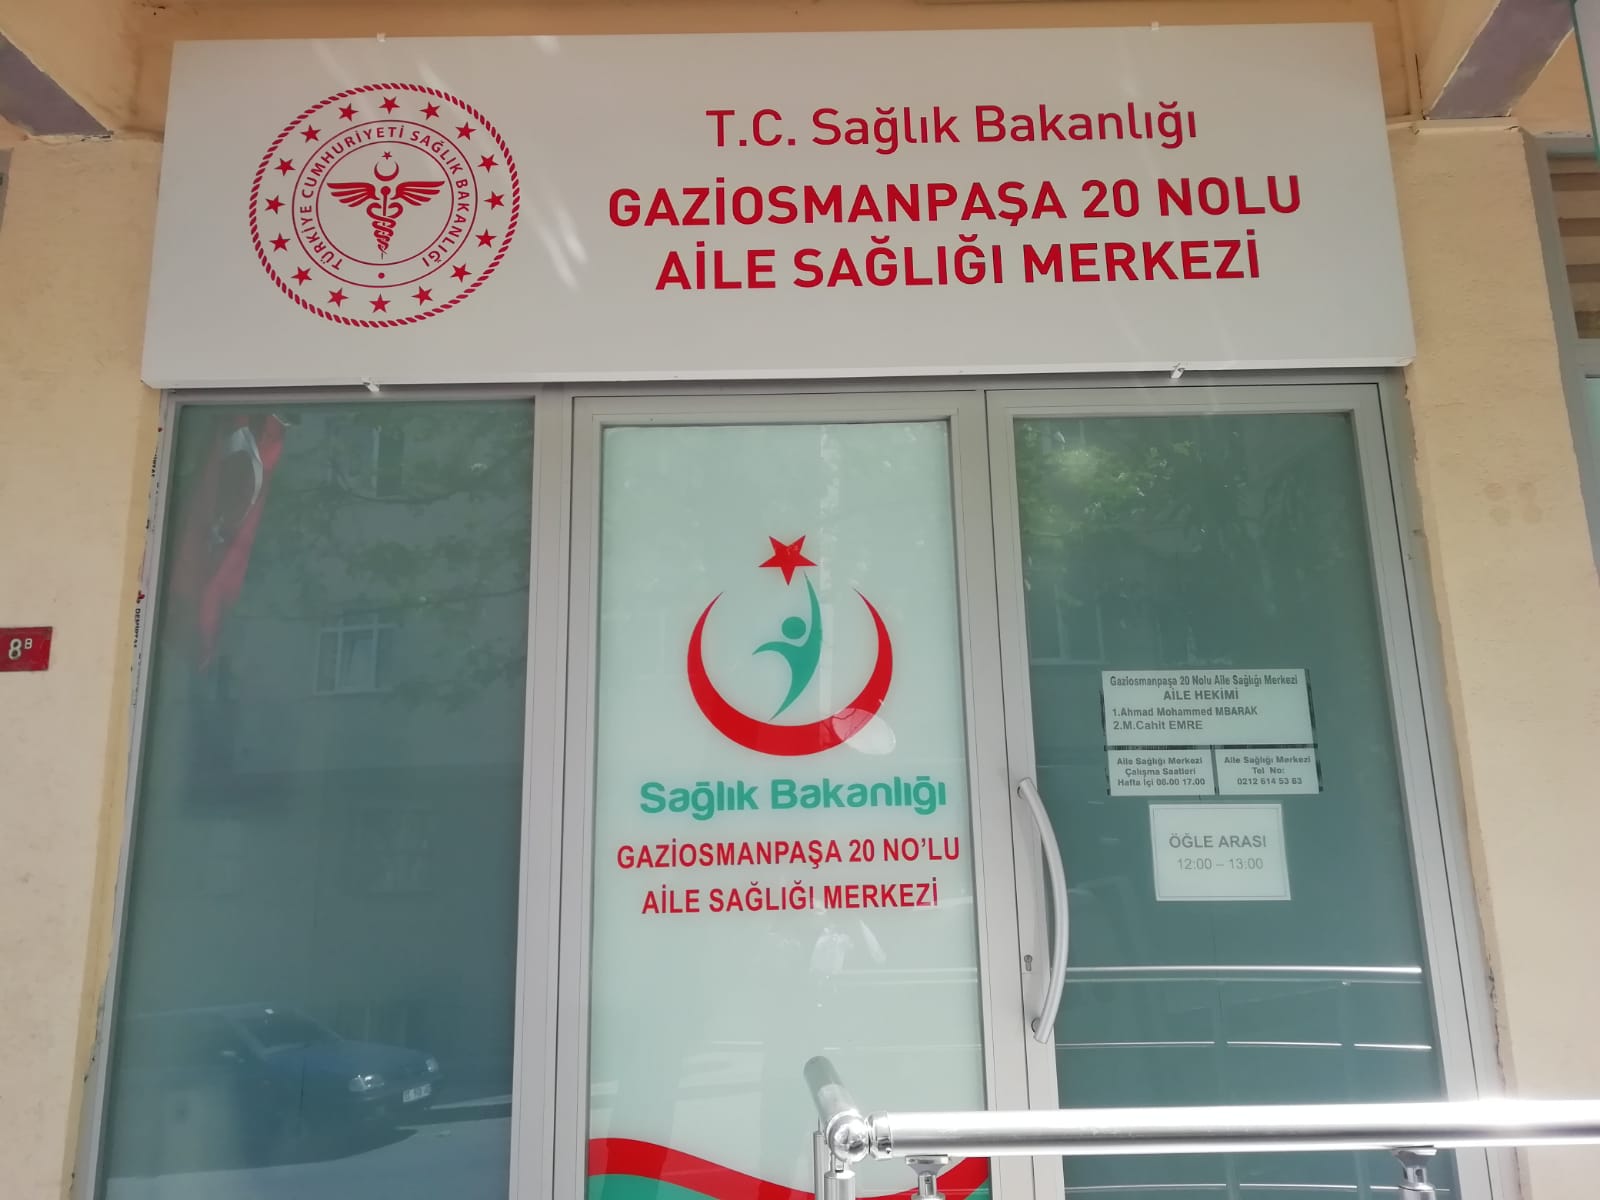 TÜRKİYE CUMHURİYETİ SAĞLIK BAKANLIĞI
T.C. Sağlık Bakanlığı
GAZİOSMANPAŞA 20 NOLU
AİLE SAĞLIĞI MERKEZİ
8B
Sağlık Bakanlığı
GAZİOSMANPAŞA 20 NO'LU
AİLE SAĞLIĞI MERKEZİ
Gaziosmanpaşa 20 Nolu Aile Sağlığı Merkezi
AİLE HEKİMİ
1.Ahmad Mohammed MBARAK
2.M.Cahit EMRE
Aile Sağlığı Merkezi
Çalışma Saatleri
Hafta İçi 08.00 17.00
Aile Sağlığı Merkezi
Tel No:
0212 614 53 63
ÖĞLE ARASI
12:00 – 13:00